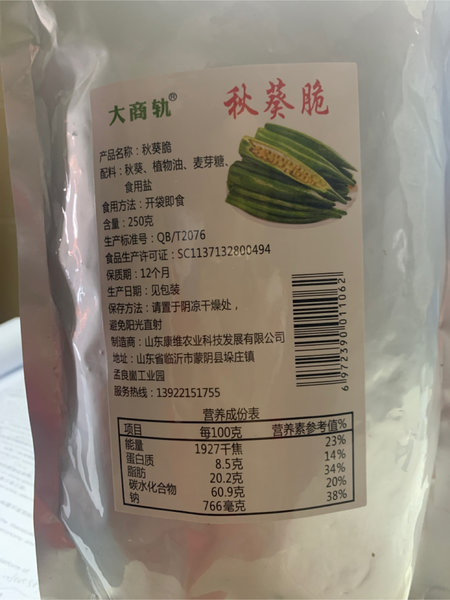 大商轨®
秋葵脆
产品名称：秋葵脆
配料：秋葵、植物油、麦芽糖、
食用盐
食用方法：开袋即食
含量：250克
生产标准号：QB/T2076
食品生产许可证：SC1137132800494
保质期：12个月
生产日期：见包装
保存方法：请置于阴凉干燥处，
避免阳光直射
制造商：山东康维农业科技发展有限公司
地址：山东省临沂市蒙阴县垛庄镇
孟良崮工业园
服务热线：13922151755
6972390011062
营养成份表
项目 每100克 营养素参考值%
能量 1927千焦 23%
蛋白质 8.5克 14%
脂肪 20.2克 34%
碳水化合物 60.9克 20%
钠 766毫克 38%